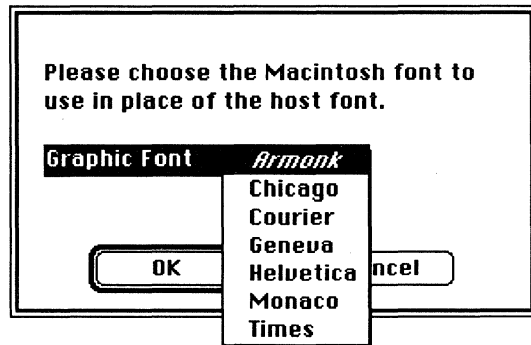 Please choose the Macintosh font to
use in place of the host font.
Graphic Font Armonk
Chicago
Courier
Geneva
OK Helvetica ncel
Monaco
Times